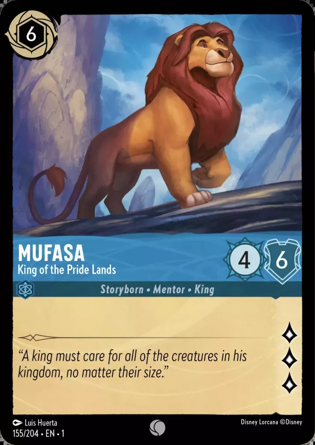 6
MUFASA
King of the Pride Lands
4
6
Storyborn • Mentor • King
“A king must care for all of the creatures in his
kingdom, no matter their size.”
Luis Huerta
Disney Lorcana ©Disney
155/204 • EN • 1